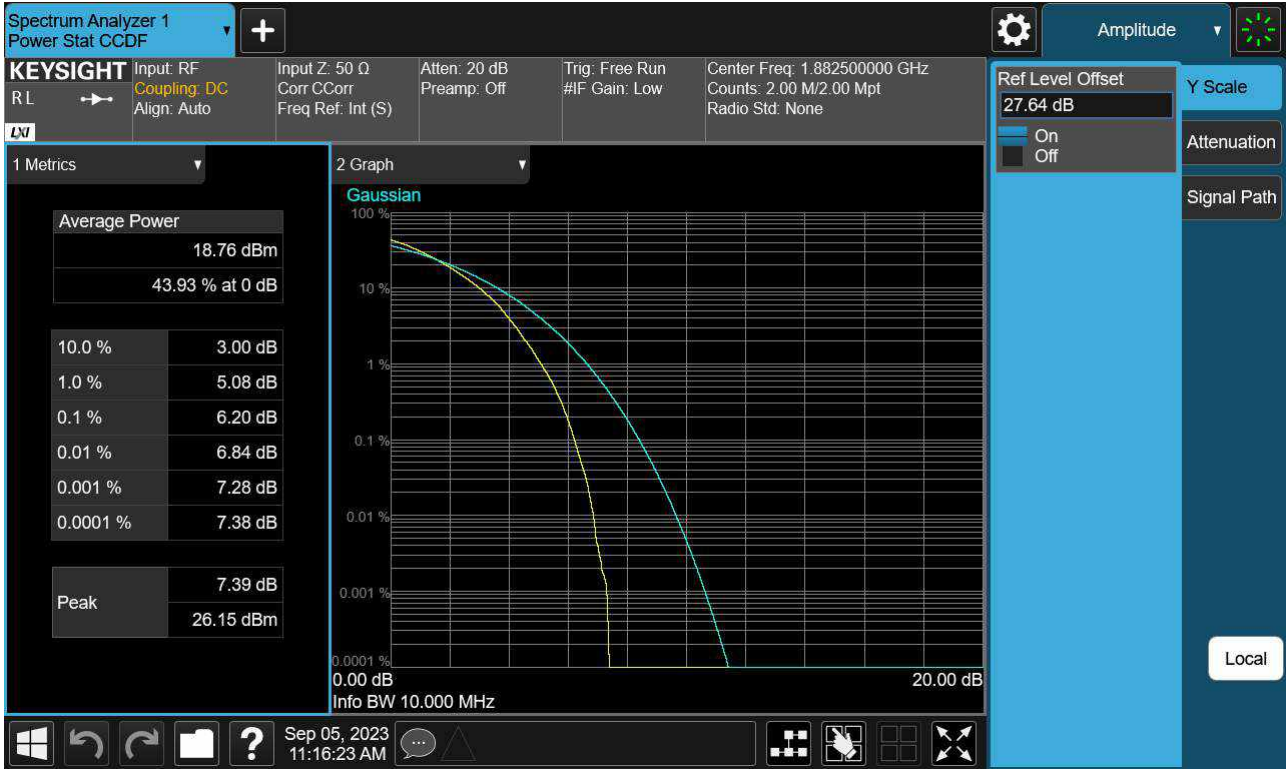 Spectrum Analyzer 1
Power Stat CCDF
Amplitude
KEYSIGHT
R L
LXI
Input: RF
Coupling: DC
Align: Auto
Input Z: 50 Ω
Corr CCorr
Freq Ref: Int (S)
Atten: 20 dB
Preamp: Off
Trig: Free Run
#IF Gain: Low
Center Freq: 1.882500000 GHz
Counts: 2.00 M/2.00 Mpt
Radio Std: None
Ref Level Offset
27.64 dB
On
Off
Y Scale
Attenuation
Signal Path
Local
1 Metrics
Average Power
18.76 dBm
43.93 % at 0 dB
10.0 % 3.00 dB
1.0 % 5.08 dB
0.1 % 6.20 dB
0.01 % 6.84 dB
0.001 % 7.28 dB
0.0001 % 7.38 dB
Peak
7.39 dB
26.15 dBm
2 Graph
Gaussian
100 %
10 %
1 %
0.1 %
0.01 %
0.001 %
0.0001 %
0.00 dB 20.00 dB
Info BW 10.000 MHz
?
Sep 05, 2023
11:16:23 AM